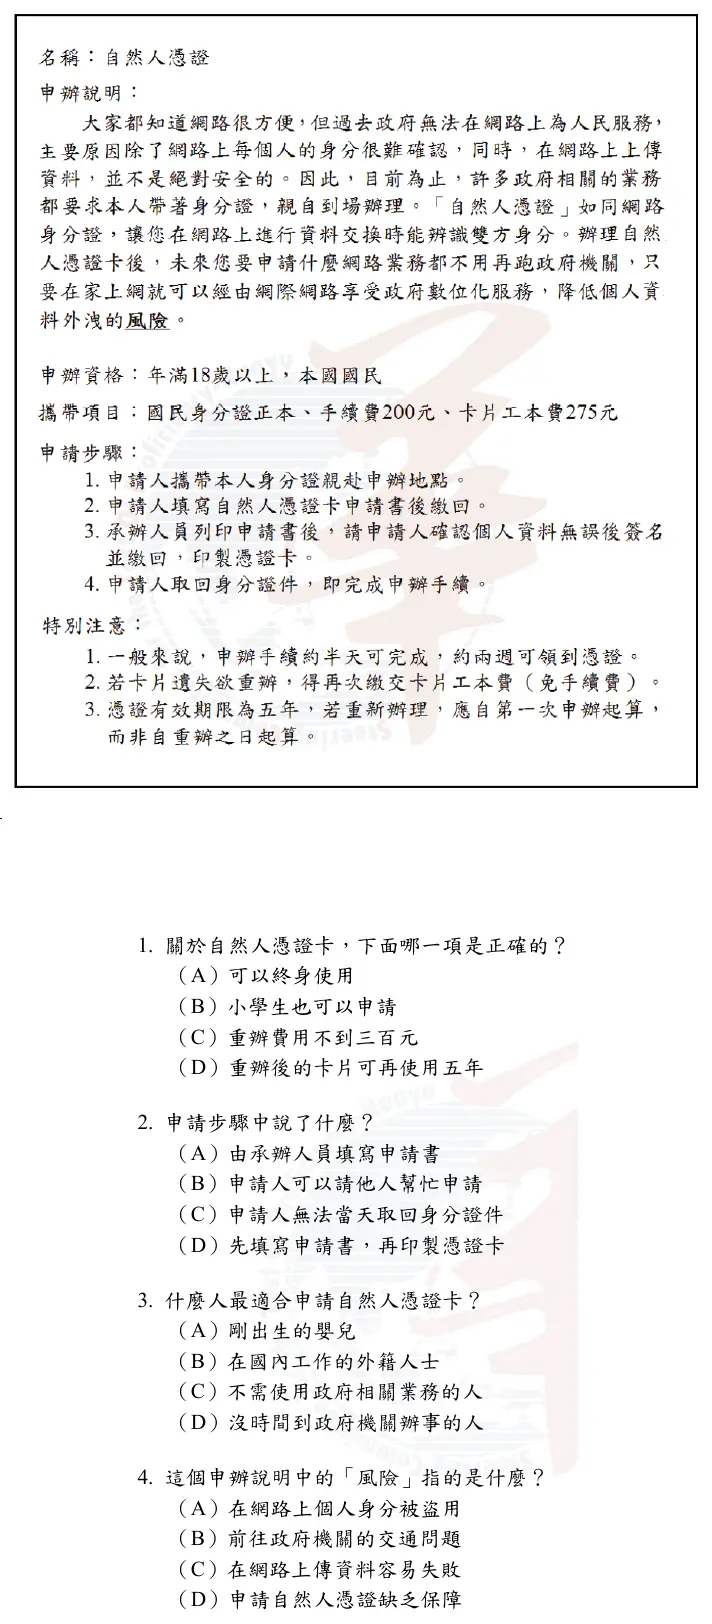 名稱：自然人憑證
申辦說明：
大家都知道網路很方便，但過去政府無法在網路上為人民服務，
主要原因除了網路上每個人的身分很難確認，同時，在網路上上傳
資料，並不是絕對安全的。因此，目前為止，許多政府相關的業務
都要求本人帶著身分證，親自到場辦理。「自然人憑證」如同網路
身分證，讓您在網路上進行資料交換時能辨識雙方身分。辦理自然
人憑證卡後，未來您要申請什麼網路業務都不用再跑政府機關，只
要在家上網就可以經由網際網路享受政府數位化服務，降低個人資
料外洩的風險。
申辦資格：年滿18歲以上，本國國民
攜帶項目：國民身分證正本、手續費200元、卡片工本費275元
申請步驟：
1. 申請人攜帶本人身分證親赴申辦地點。
2. 申請人填寫自然人憑證卡申請書後繳回。
3. 承辦人員列印申請書後，請申請人確認個人資料無誤後簽名
並繳回，印製憑證卡。
4. 申請人取回身分證件，即完成申辦手續。
特別注意：
1. 一般來說，申辦手續約半天可完成，約兩週可領到憑證。
2. 若卡片遺失欲重辦，得再次繳交卡片工本費（免手續費）。
3. 憑證有效期限為五年，若重新辦理，應自第一次申辦起算，
而非自重辦之日起算。
1. 關於自然人憑證卡，下面哪一項是正確的？
（A）可以終身使用
（B）小學生也可以申請
（C）重辦費用不到三百元
（D）重辦後的卡片可再使用五年
2. 申請步驟中說了什麼？
（A）由承辦人員填寫申請書
（B）申請人可以請他人幫忙申請
（C）申請人無法當天取回身分證件
（D）先填寫申請書，再印製憑證卡
3. 什麼人最適合申請自然人憑證卡？
（A）剛出生的嬰兒
（B）在國內工作的外籍人士
（C）不需使用政府相關業務的人
（D）沒時間到政府機關辦事的人
4. 這個申辦說明中的「風險」指的是什麼？
（A）在網路上個人身分被盜用
（B）前往政府機關的交通問題
（C）在網路上傳資料容易失敗
（D）申請自然人憑證缺乏保障